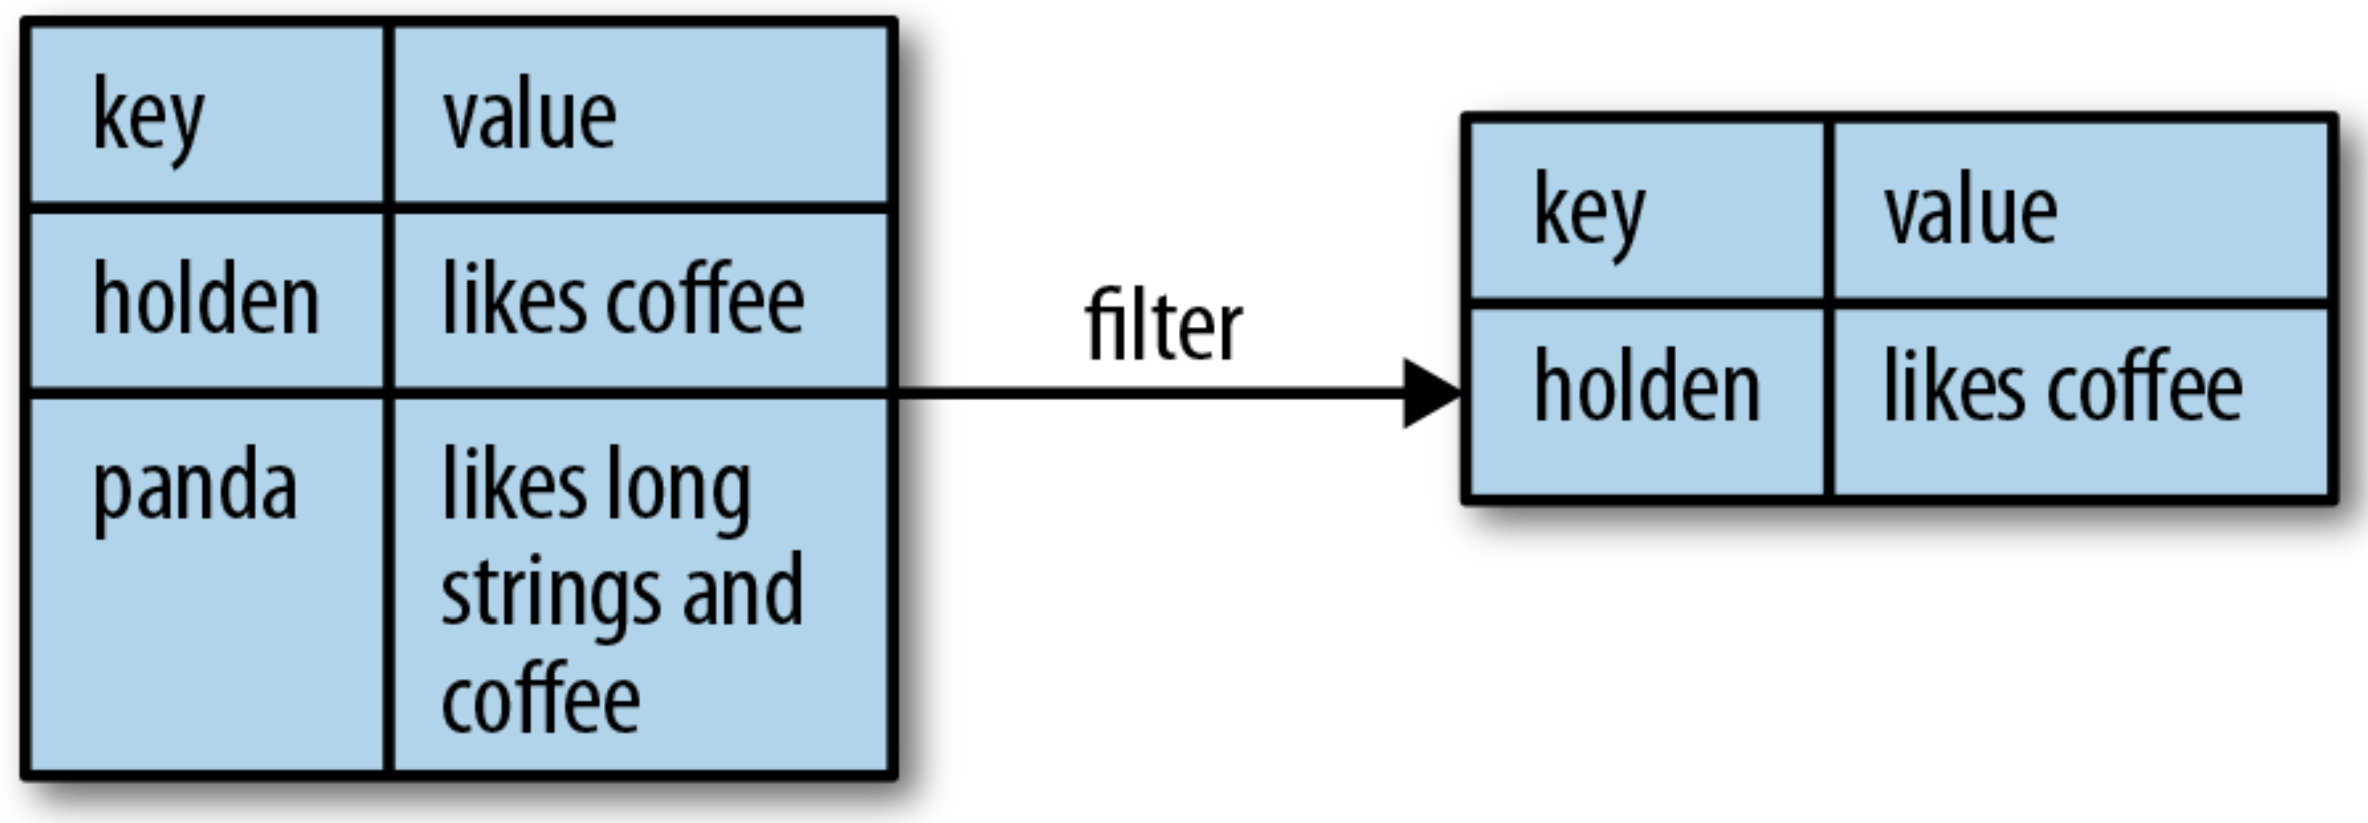 key value
holden likes coffee
panda likes long
strings and
coffee
filter
key value
holden likes coffee